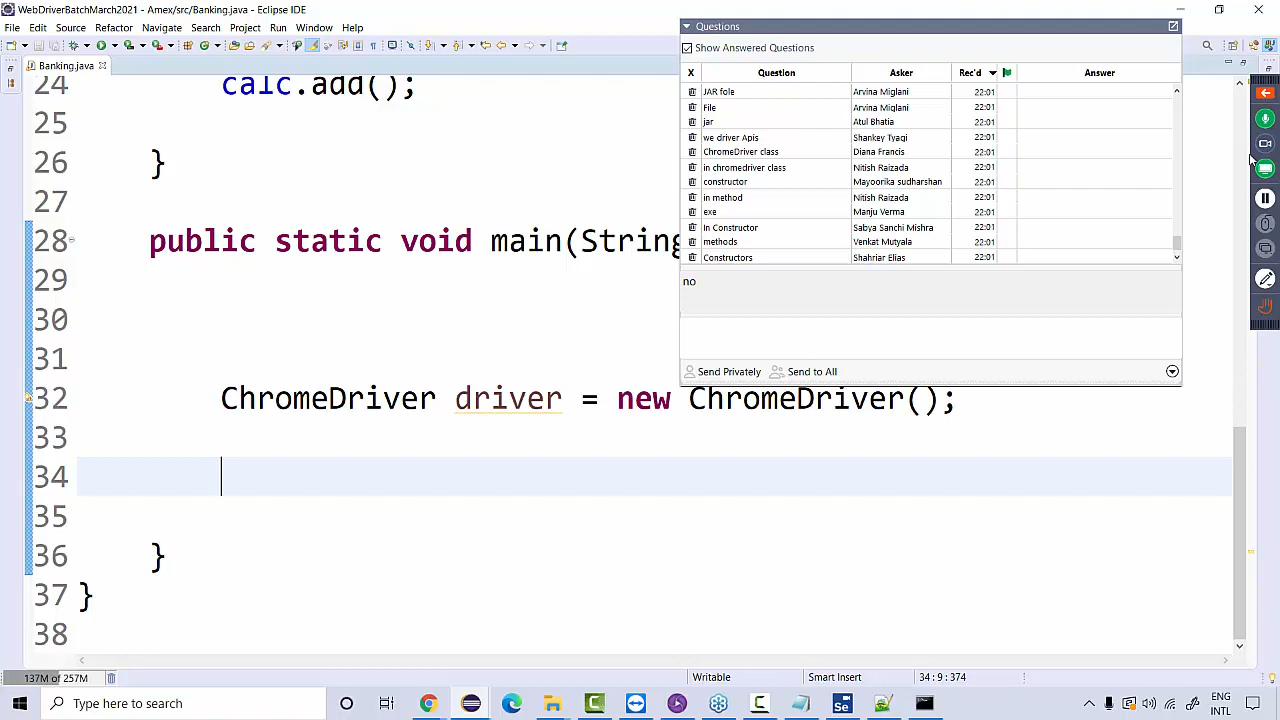 WebDriverBatchMarch2021 - Amex/src/Banking.java - Eclipse IDE
File Edit Source Refactor Navigate Search Project Run Window Help
Banking.java
Questions
Show Answered Questions
X Question Asker Rec'd Answer
JAR fole Arvina Miglani 22:01
File Arvina Miglani 22:01
jar Atul Bhatia 22:01
we driver Apis Shankey Tyagi 22:01
ChromeDriver class Diana Francis 22:01
in chromedriver class Nitish Raizada 22:01
constructor Mayoorika sudharshan 22:01
in method Nitish Raizada 22:01
exe Manju Verma 22:01
in Constructor Sabya Sanchi Mishra 22:01
methods Venkat Mutyala 22:01
Constructors Shahriar Elias 22:01
no
Send Privately Send to All
24 calc.add();
25
26 }
27
28 public static void main(String
29
30
31
32 ChromeDriver driver = new ChromeDriver();
33
34
35
36 }
37 }
38
137M of 257M Writable Smart Insert 34 : 9 : 374
Type here to search
Se
ENG
INTL